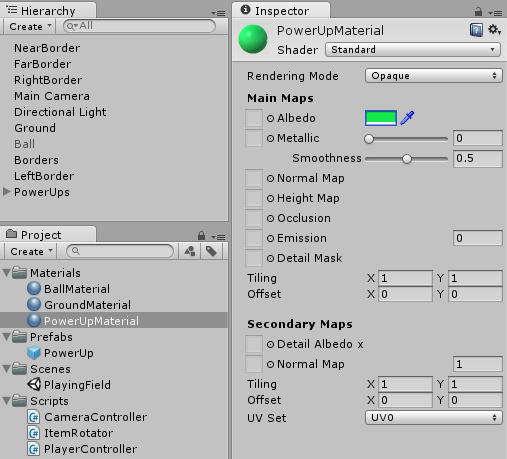 Hierarchy
Create All
NearBorder
FarBorder
RightBorder
Main Camera
Directional Light
Ground
Ball
Borders
LeftBorder
PowerUps
Project
Create
Materials
BallMaterial
GroundMaterial
PowerUpMaterial
Prefabs
PowerUp
Scenes
PlayingField
Scripts
CameraController
ItemRotator
PlayerController
Inspector
PowerUpMaterial
Shader Standard
Rendering Mode Opaque
Main Maps
Albedo
Metallic 0
Smoothness 0.5
Normal Map
Height Map
Occlusion
Emission 0
Detail Mask
Tiling X 1 Y 1
Offset X 0 Y 0
Secondary Maps
Detail Albedo x
Normal Map 1
Tiling X 1 Y 1
Offset X 0 Y 0
UV Set UV0